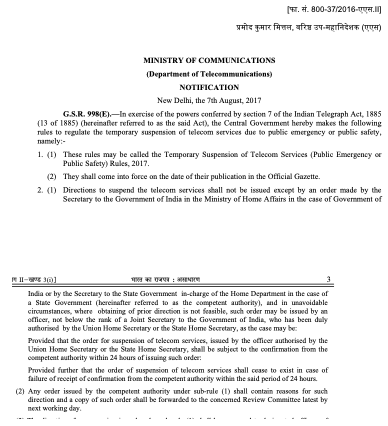 [फा. सं. 800-37/2016-एएस.II]
प्रमोद कुमार मित्तल, वरिष्ठ उप-महानिदेशक (एएस)
MINISTRY OF COMMUNICATIONS
(Department of Telecommunications)
NOTIFICATION
New Delhi, the 7th August, 2017
G.S.R. 998(E).—In exercise of the powers conferred by section 7 of the Indian Telegraph Act, 1885
(13 of 1885) (hereinafter referred to as the said Act), the Central Government hereby makes the following
rules to regulate the temporary suspension of telecom services due to public emergency or public safety,
namely:-
1. (1) These rules may be called the Temporary Suspension of Telecom Services (Public Emergency or
Public Safety) Rules, 2017.
(2) They shall come into force on the date of their publication in the Official Gazette.
2. (1) Directions to suspend the telecom services shall not be issued except by an order made by the
Secretary to the Government of India in the Ministry of Home Affairs in the case of Government of
II—खण्ड 3(i)] भारत का राजपत्र : असाधारण 3
India or by the Secretary to the State Government in-charge of the Home Department in the case of
a State Government (hereinafter referred to as the competent authority), and in unavoidable
circumstances, where obtaining of prior direction is not feasible, such order may be issued by an
officer, not below the rank of a Joint Secretary to the Government of India, who has been duly
authorised by the Union Home Secretary or the State Home Secretary, as the case may be:
Provided that the order for suspension of telecom services, issued by the officer authorised by the
Union Home Secretary or the State Home Secretary, shall be subject to the confirmation from the
competent authority within 24 hours of issuing such order:
Provided further that the order of suspension of telecom services shall cease to exist in case of
failure of receipt of confirmation from the competent authority within the said period of 24 hours.
(2) Any order issued by the competent authority under sub-rule (1) shall contain reasons for such
direction and a copy of such order shall be forwarded to the concerned Review Committee latest by
next working day.